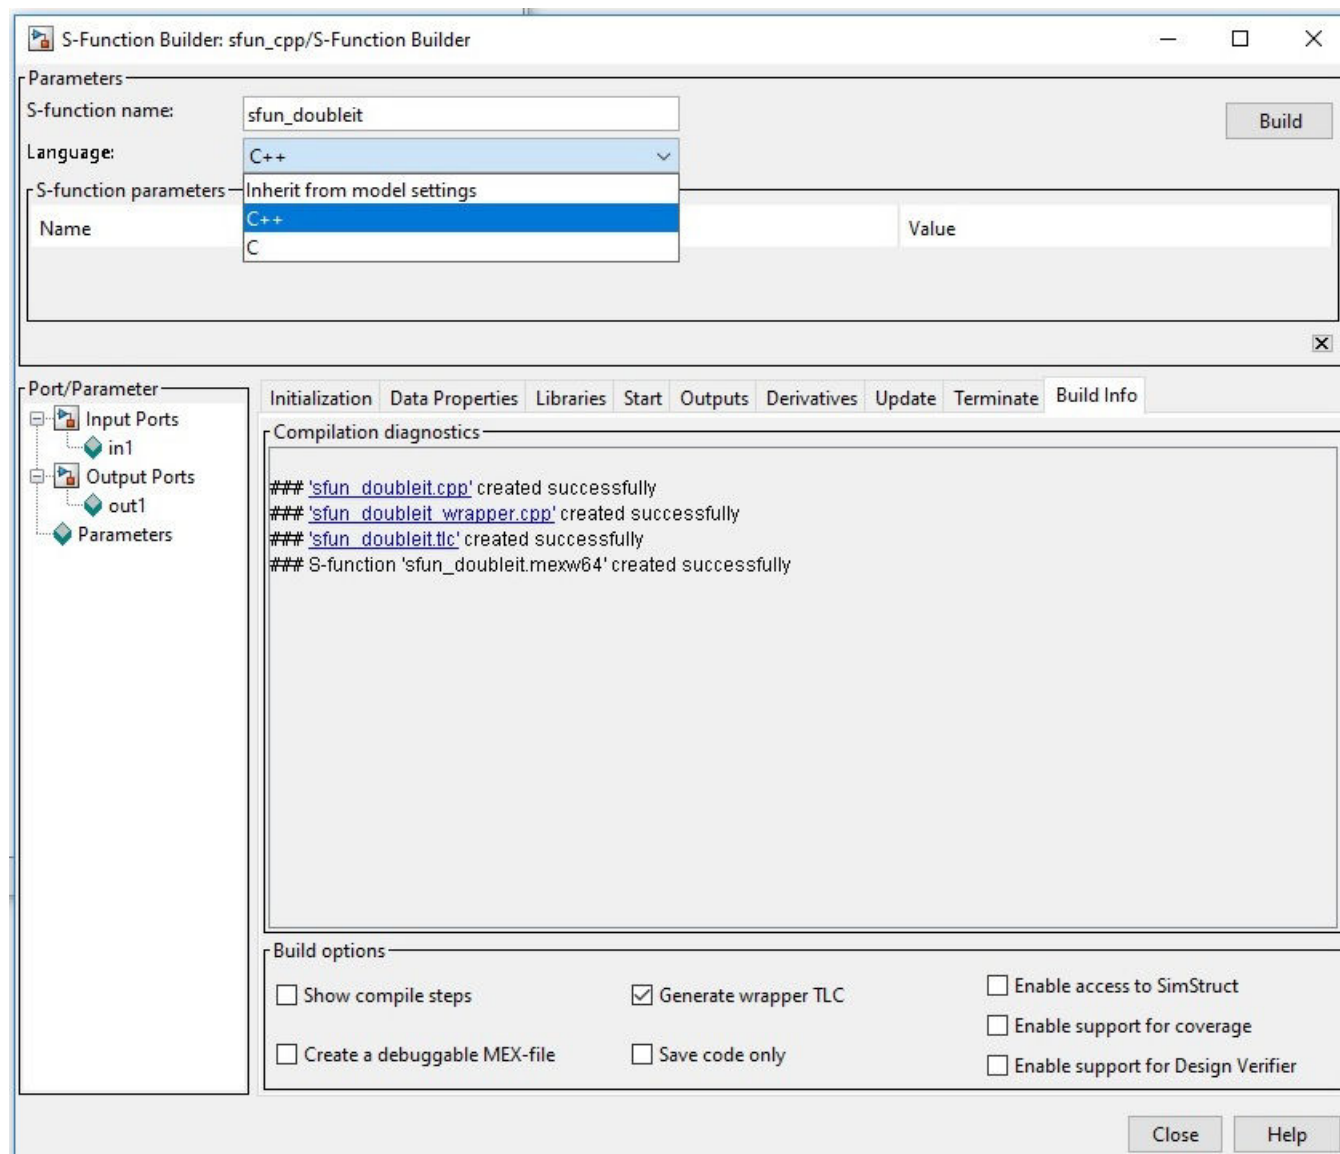 S-Function Builder: sfun_cpp/S-Function Builder
Parameters
S-function name:
sfun_doubleit
Build
Language:
C++
S-function parameters
Inherit from model settings
C++
C
Name
Value
Port/Parameter
Input Ports
in1
Output Ports
out1
Parameters
Initialization Data Properties Libraries Start Outputs Derivatives Update Terminate Build Info
Compilation diagnostics
### 'sfun_doubleit.cpp' created successfully
### 'sfun_doubleit_wrapper.cpp' created successfully
### 'sfun_doubleit.tlc' created successfully
### S-function 'sfun_doubleit.mexw64' created successfully
Build options
Show compile steps
Generate wrapper TLC
Enable access to SimStruct
Enable support for coverage
Create a debuggable MEX-file
Save code only
Enable support for Design Verifier
Close
Help